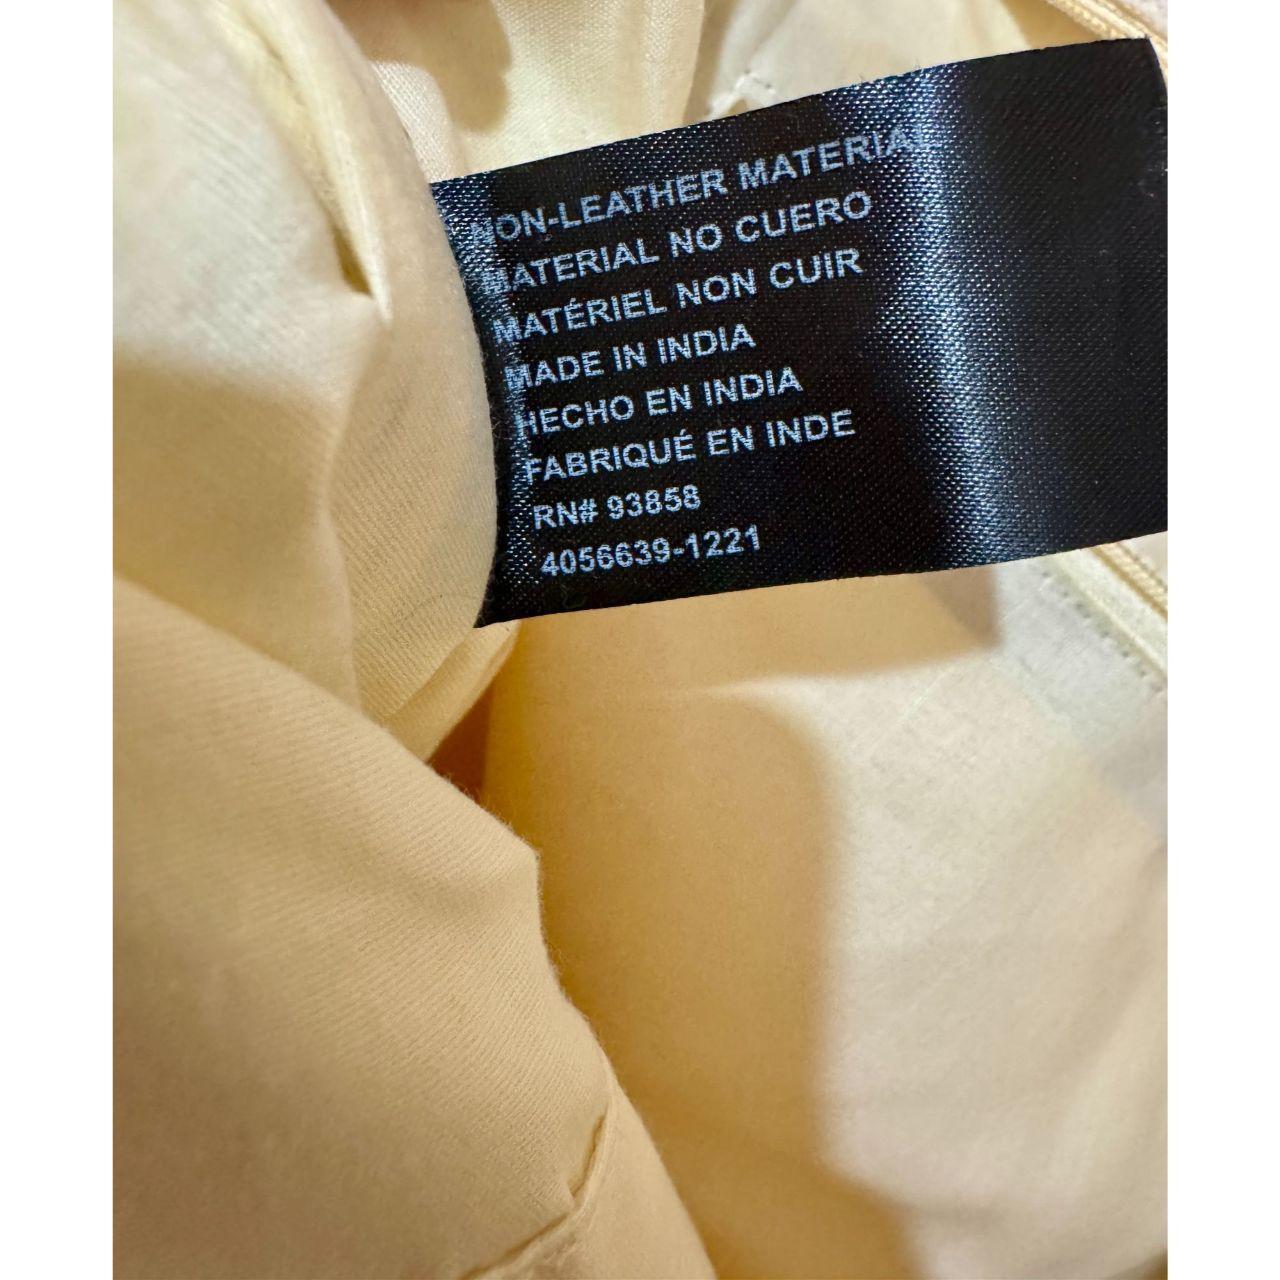 NON-LEATHER MATERIAL
MATERIAL NO CUERO
MATÉRIEL NON CUIR
MADE IN INDIA
HECHO EN INDIA
FABRIQUÉ EN INDE
RN# 93858
4056639-1221